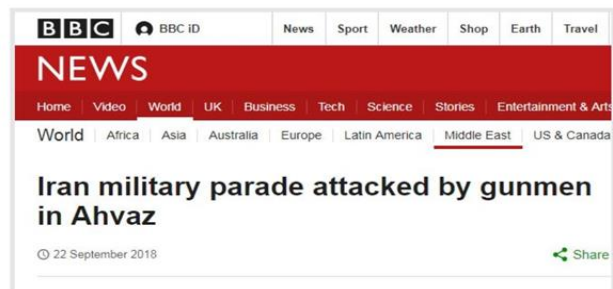 BBC BBC iD News Sport Weather Shop Earth Travel
NEWS
Home Video World UK Business Tech Science Stories Entertainment & Arts
World Africa Asia Australia Europe Latin America Middle East US & Canada
Iran military parade attacked by gunmen
in Ahvaz
22 September 2018 Share